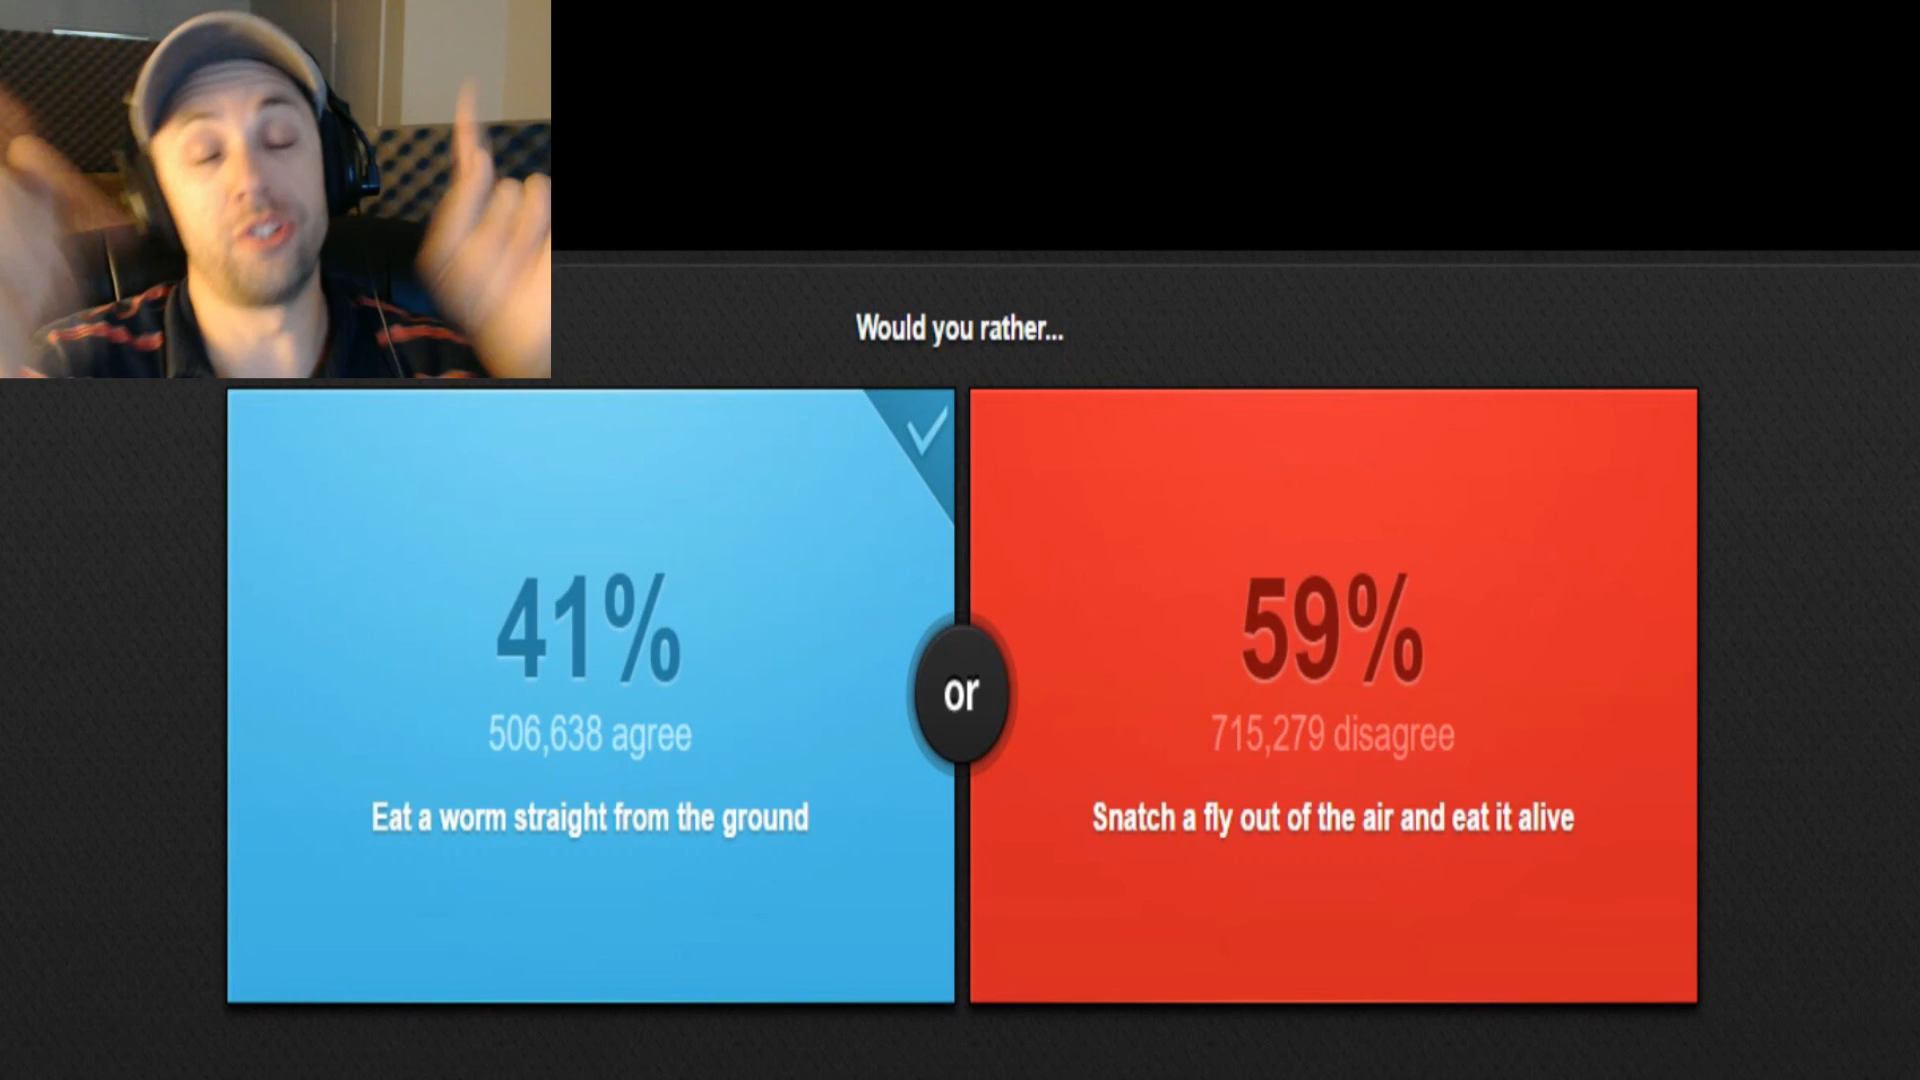 Would you rather...
41%
506,638 agree
Eat a worm straight from the ground
or
59%
715,279 disagree
Snatch a fly out of the air and eat it alive